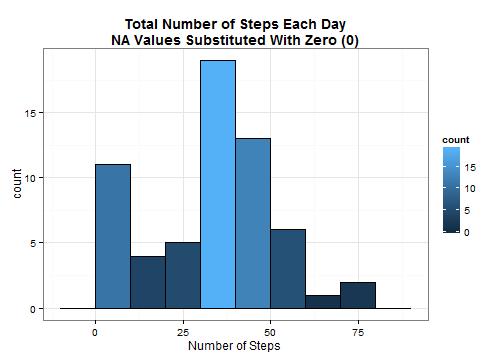 Total Number of Steps Each Day
NA Values Substituted With Zero (0)
count
15
10
5
0
0
25
50
75
Number of Steps
count
15
10
5
0